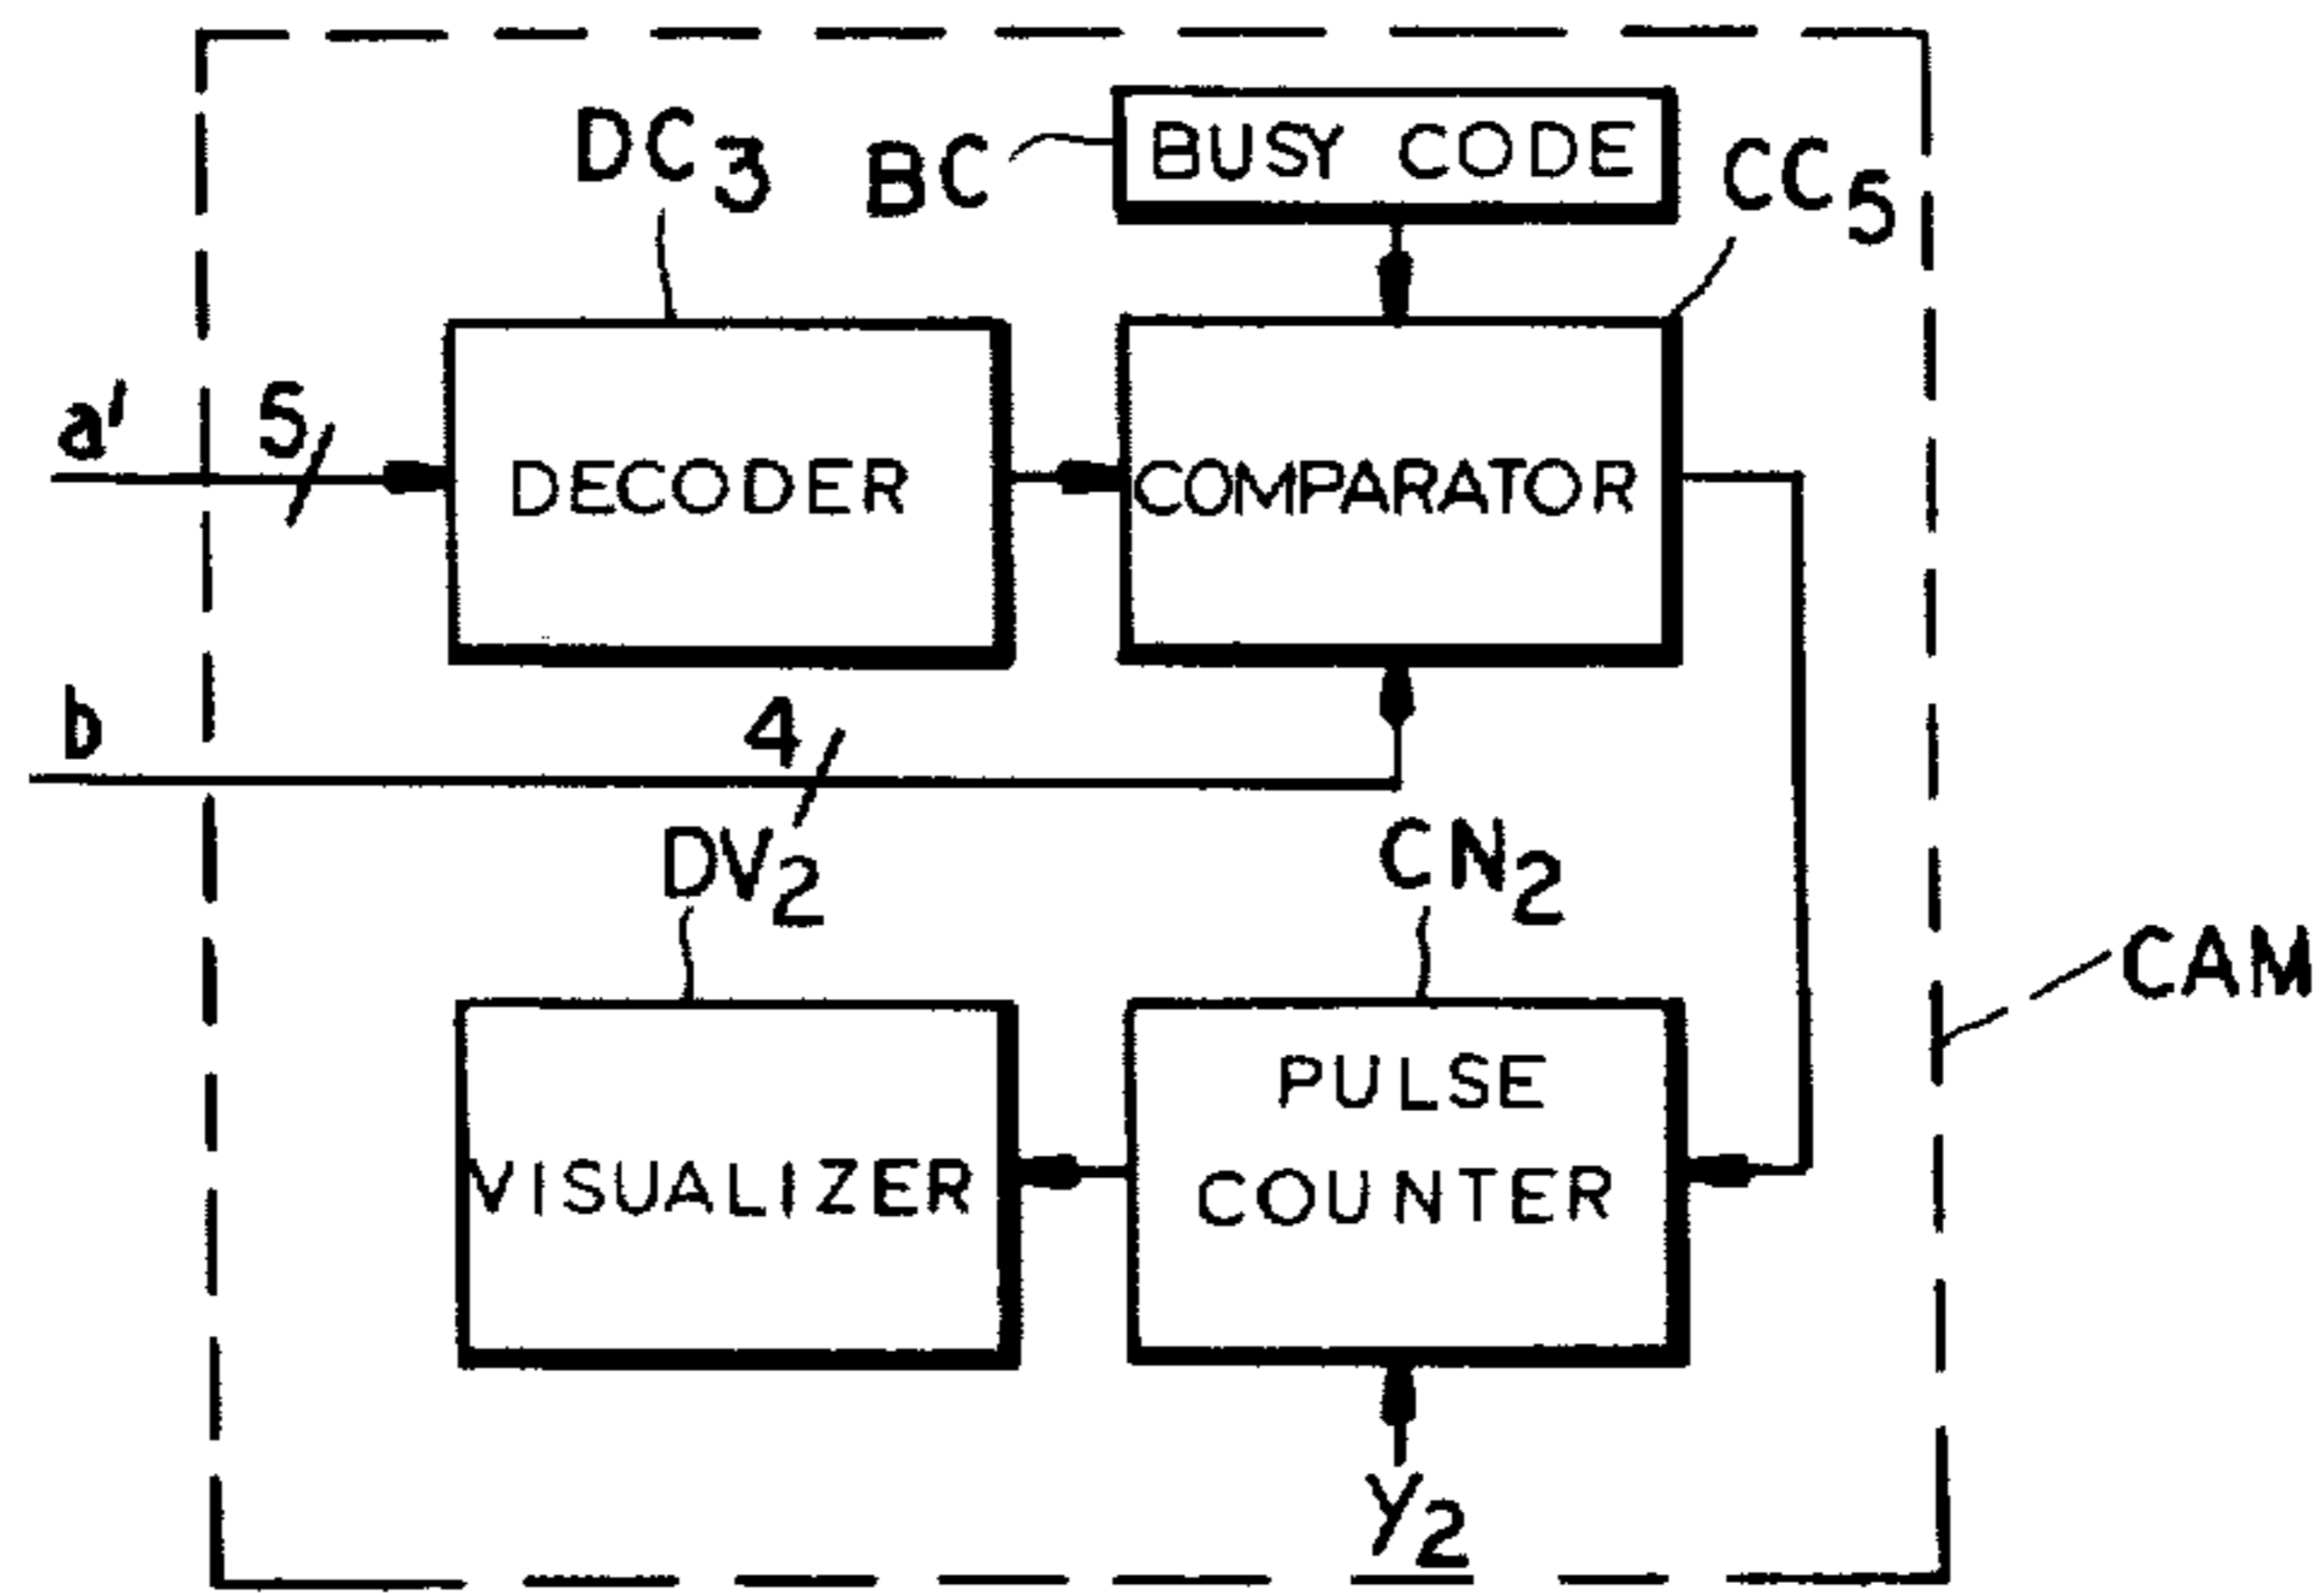 DC3
BC
BUSY CODE
CC5
a'
5
DECODER
COMPARATOR
b
4
DV2
CN2
CAM
VISUALIZER
PULSE
COUNTER
Y2